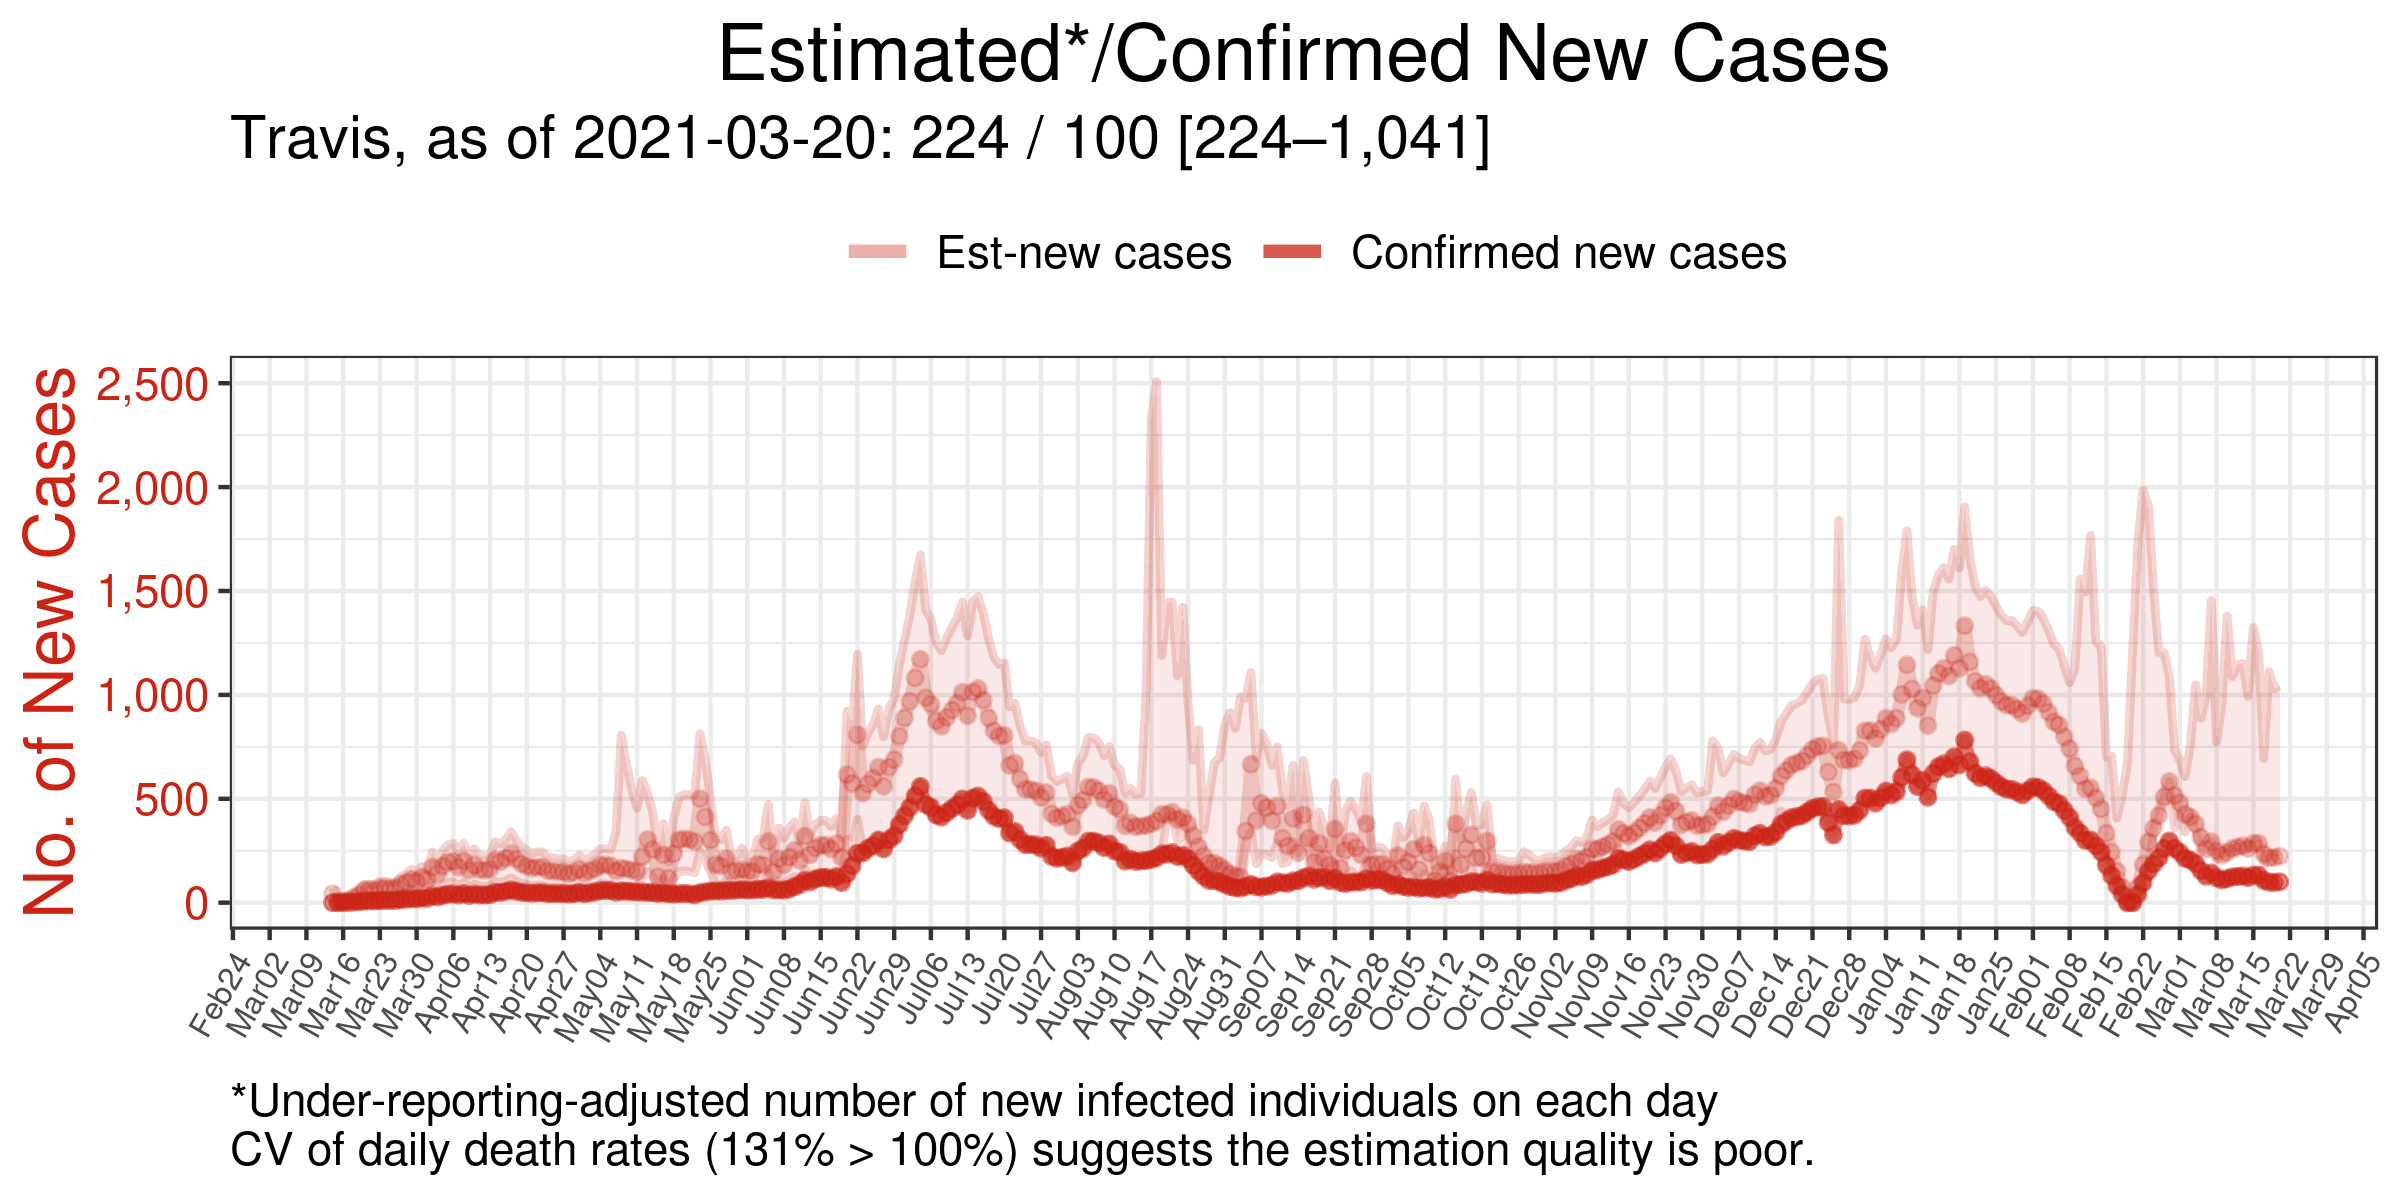 Estimated*/Confirmed New Cases
Travis, as of 2021-03-20: 224 / 100 [224–1,041]
Est-new cases Confirmed new cases
No. of New Cases
2,500
2,000
1,500
1,000
500
0
Feb24 Mar02 Mar09 Mar16 Mar23 Mar30 Apr06 Apr13 Apr20 Apr27 May04 May11 May18 May25 Jun01 Jun08 Jun15 Jun22 Jun29 Jul06 Jul13 Jul20 Jul27 Aug03 Aug10 Aug17 Aug24 Aug31 Sep07 Sep14 Sep21 Sep28 Oct05 Oct12 Oct19 Oct26 Nov02 Nov09 Nov16 Nov23 Nov30 Dec07 Dec14 Dec21 Dec28 Jan04 Jan11 Jan18 Jan25 Feb01 Feb08 Feb15 Feb22 Mar01 Mar08 Mar15 Mar22 Mar29 Apr05
*Under-reporting-adjusted number of new infected individuals on each day
CV of daily death rates (131% > 100%) suggests the estimation quality is poor.